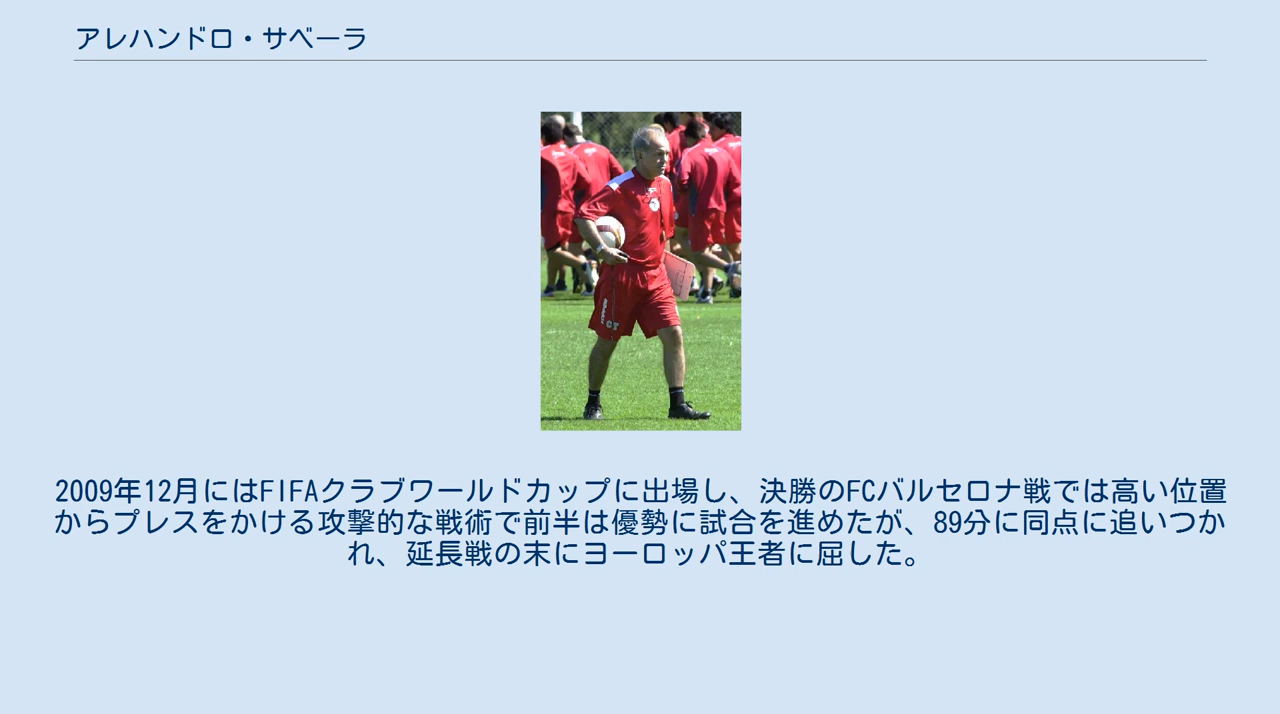 アレハンドロ・サベーラ
2009年12月にはFIFAクラブワールドカップに出場し、決勝のFCバルセロナ戦では高い位置
からプレスをかける攻撃的な戦術で前半は優勢に試合を進めたが、89分に同点に追いつか
れ、延長戦の末にヨーロッパ王者に屈した。